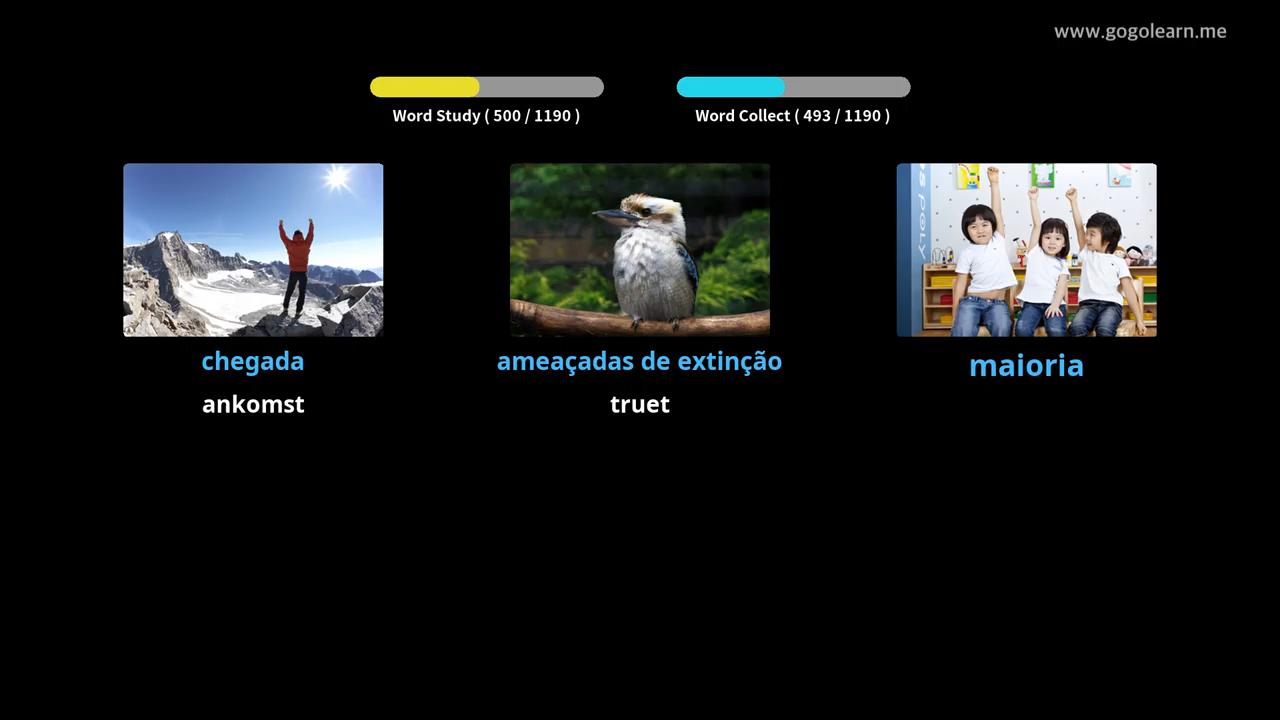 www.gogolearn.me
Word Study ( 500 / 1190 )
Word Collect ( 493 / 1190 )
chegada
ameaçadas de extinção
maioria
ankomst
truet